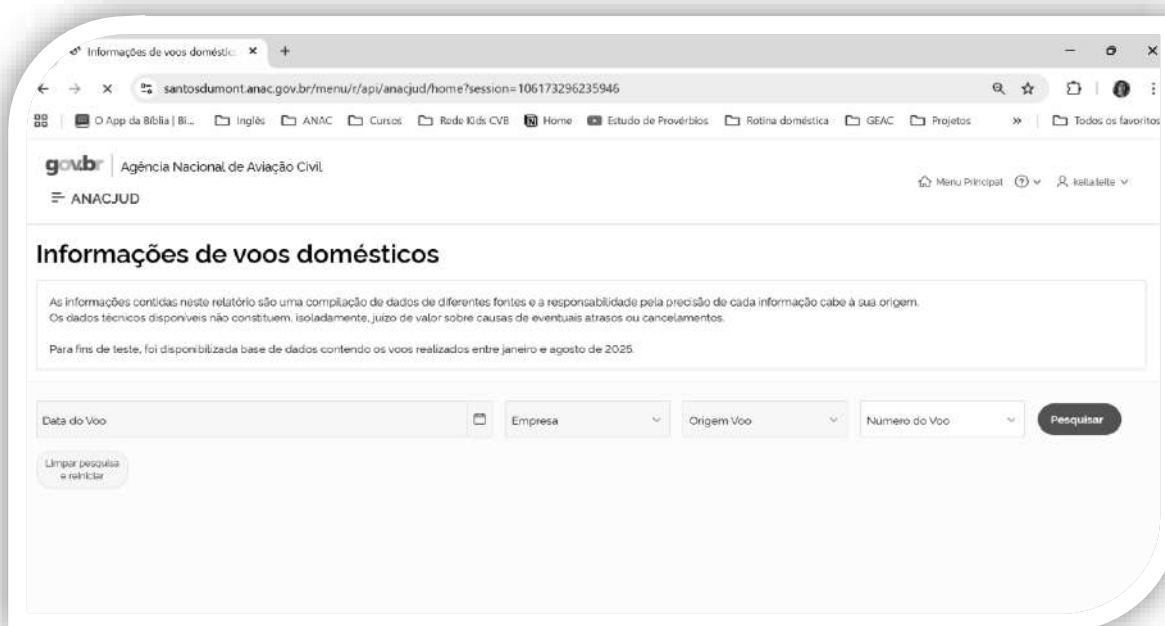 Informações de voos doméstic
santosdumont.anac.gov.br/menu/r/api/anacjud/home?session=106173296235946
O App da Bíblia | Bi... Inglês ANAC Cursos Rede Kids CVB Home Estudo de Provérbios Rotina doméstica GEAC Projetos » Todos os favoritos
gov.br Agência Nacional de Aviação Civil
Menu Principal keila.leite
ANACJUD
Informações de voos domésticos
As informações contidas neste relatório são uma compilação de dados de diferentes fontes e a responsabilidade pela precisão de cada informação cabe à sua origem.
Os dados técnicos disponíveis não constituem, isoladamente, juízo de valor sobre causas de eventuais atrasos ou cancelamentos.
Para fins de teste, foi disponibilizada base de dados contendo os voos realizados entre janeiro e agosto de 2025.
Data do Voo Empresa Origem Voo Número do Voo Pesquisar
Limpar pesquisa
e reiniciar